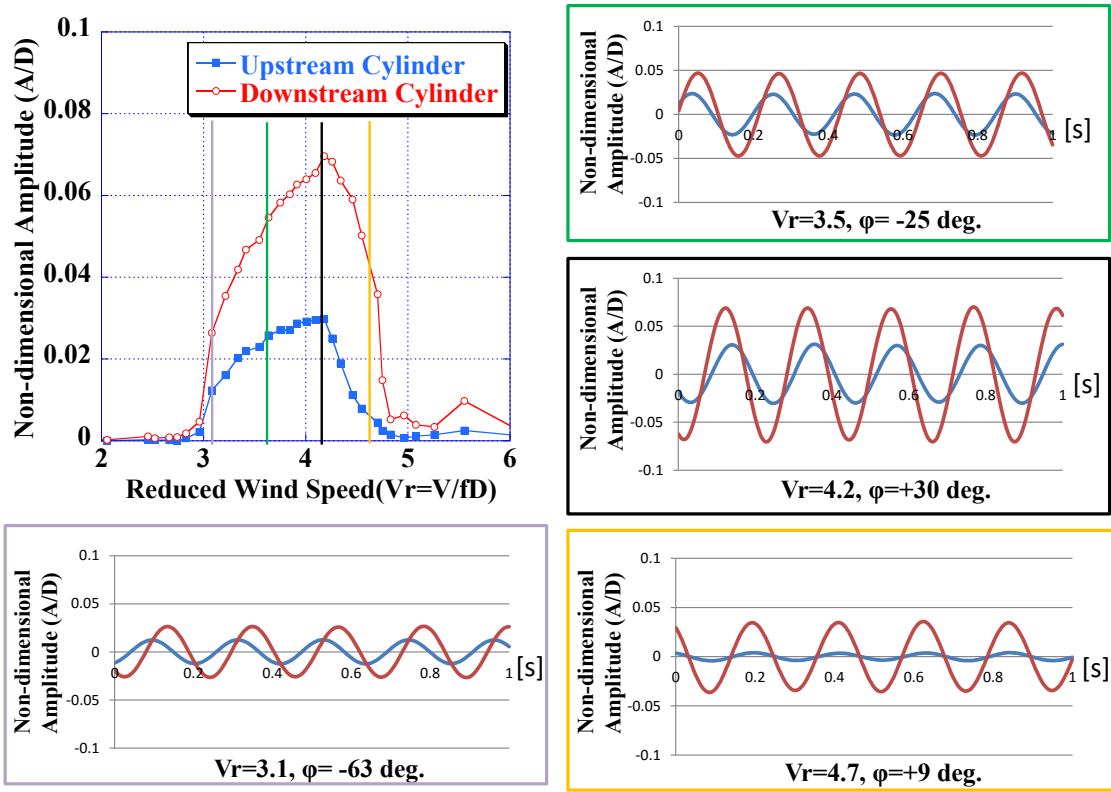 Non-dimensional Amplitude (A/D)
0.1
0.08
0.06
0.04
0.02
0
Upstream Cylinder
Downstream Cylinder
2 3 4 5 6
Reduced Wind Speed(Vr=V/fD)
Non-dimensional
Amplitude (A/D)
0.1
0.05
0
-0.05
-0.1
0 0.2 0.4 0.6 0.8 1 [s]
Vr=3.5, φ= -25 deg.
Non-dimensional
Amplitude (A/D)
0.1
0.05
0
-0.05
-0.1
0 0.2 0.4 0.6 0.8 1 [s]
Vr=4.2, φ=+30 deg.
Non-dimensional
Amplitude (A/D)
0.1
0.05
0
-0.05
-0.1
0 0.2 0.4 0.6 0.8 1 [s]
Vr=3.1, φ= -63 deg.
Non-dimensional
Amplitude (A/D)
0.1
0.05
0
-0.05
-0.1
0 0.2 0.4 0.6 0.8 1 [s]
Vr=4.7, φ=+9 deg.